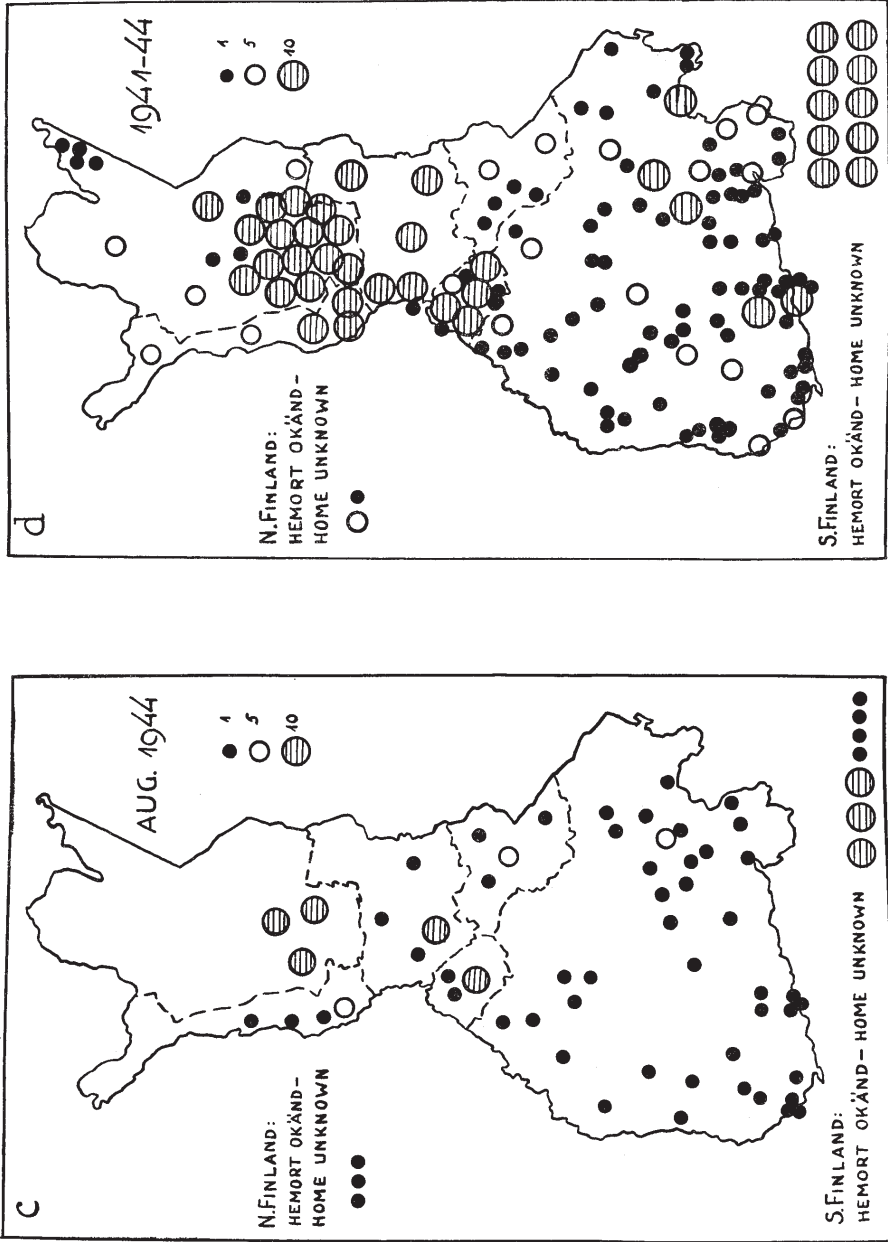 c
AUG. 1944
1
5
10
N.FINLAND:
HEMORT OKÄND–
HOME UNKNOWN
S.FINLAND:
HEMORT OKÄND– HOME UNKNOWN
d
1941–44
1
5
10
N.FINLAND:
HEMORT OKÄND–
HOME UNKNOWN
S.FINLAND:
HEMORT OKÄND– HOME UNKNOWN